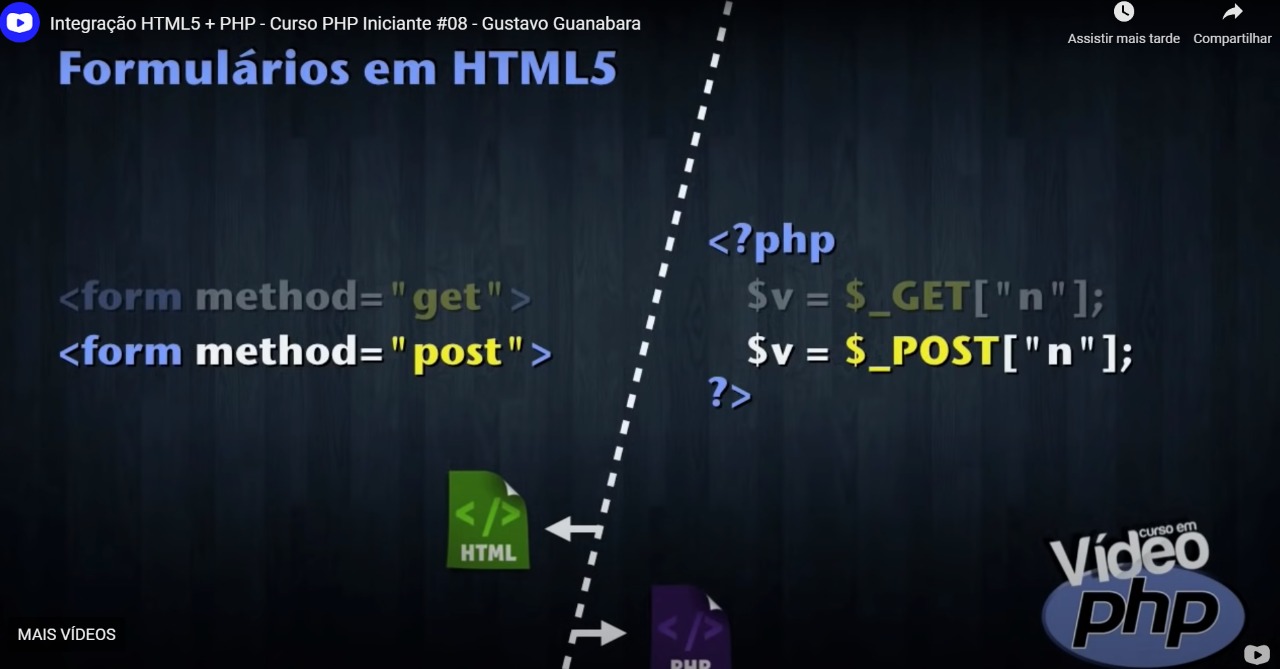 Integração HTML5 + PHP - Curso PHP Iniciante #08 - Gustavo Guanabara
Assistir mais tarde
Compartilhar
Formulários em HTML5
<form method="get">
<form method="post">
<?php
$v = $_GET["n"];
$v = $_POST["n"];
?>
</>
HTML
</>
PHP
curso em
Vídeo
php
MAIS VÍDEOS